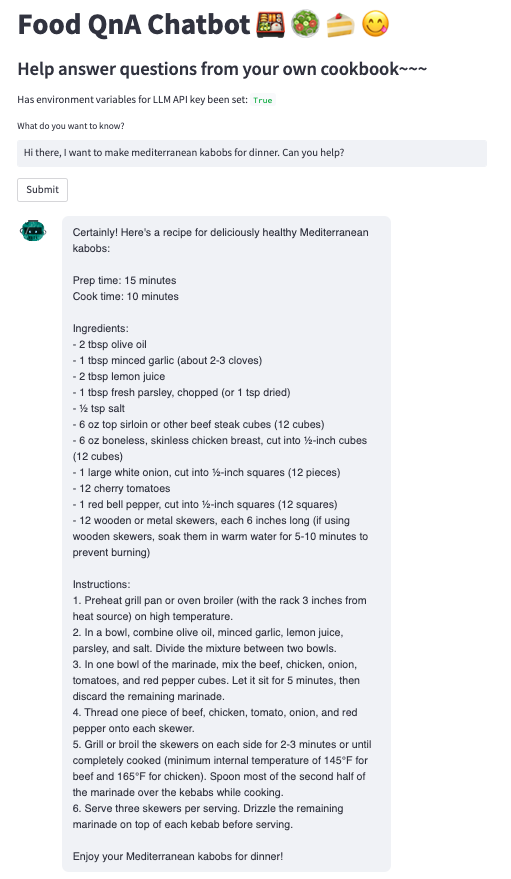 Food QnA Chatbot 🍱🥗🍰😋
Help answer questions from your own cookbook~~~
Has environment variables for LLM API key been set: True
What do you want to know?
Hi there, I want to make mediterranean kabobs for dinner. Can you help?
Submit
Certainly! Here's a recipe for deliciously healthy Mediterranean
kabobs:
Prep time: 15 minutes
Cook time: 10 minutes
Ingredients:
- 2 tbsp olive oil
- 1 tbsp minced garlic (about 2-3 cloves)
- 2 tbsp lemon juice
- 1 tbsp fresh parsley, chopped (or 1 tsp dried)
- ½ tsp salt
- 6 oz top sirloin or other beef steak cubes (12 cubes)
- 6 oz boneless, skinless chicken breast, cut into ½-inch cubes
(12 cubes)
- 1 large white onion, cut into ½-inch squares (12 pieces)
- 12 cherry tomatoes
- 1 red bell pepper, cut into ½-inch squares (12 squares)
- 12 wooden or metal skewers, each 6 inches long (if using
wooden skewers, soak them in warm water for 5-10 minutes to
prevent burning)
Instructions:
1. Preheat grill pan or oven broiler (with the rack 3 inches from
heat source) on high temperature.
2. In a bowl, combine olive oil, minced garlic, lemon juice,
parsley, and salt. Divide the mixture between two bowls.
3. In one bowl of the marinade, mix the beef, chicken, onion,
tomatoes, and red pepper cubes. Let it sit for 5 minutes, then
discard the remaining marinade.
4. Thread one piece of beef, chicken, tomato, onion, and red
pepper onto each skewer.
5. Grill or broil the skewers on each side for 2-3 minutes or until
completely cooked (minimum internal temperature of 145°F for
beef and 165°F for chicken). Spoon most of the second half of
the marinade over the kebabs while cooking.
6. Serve three skewers per serving. Drizzle the remaining
marinade on top of each kebab before serving.
Enjoy your Mediterranean kabobs for dinner!